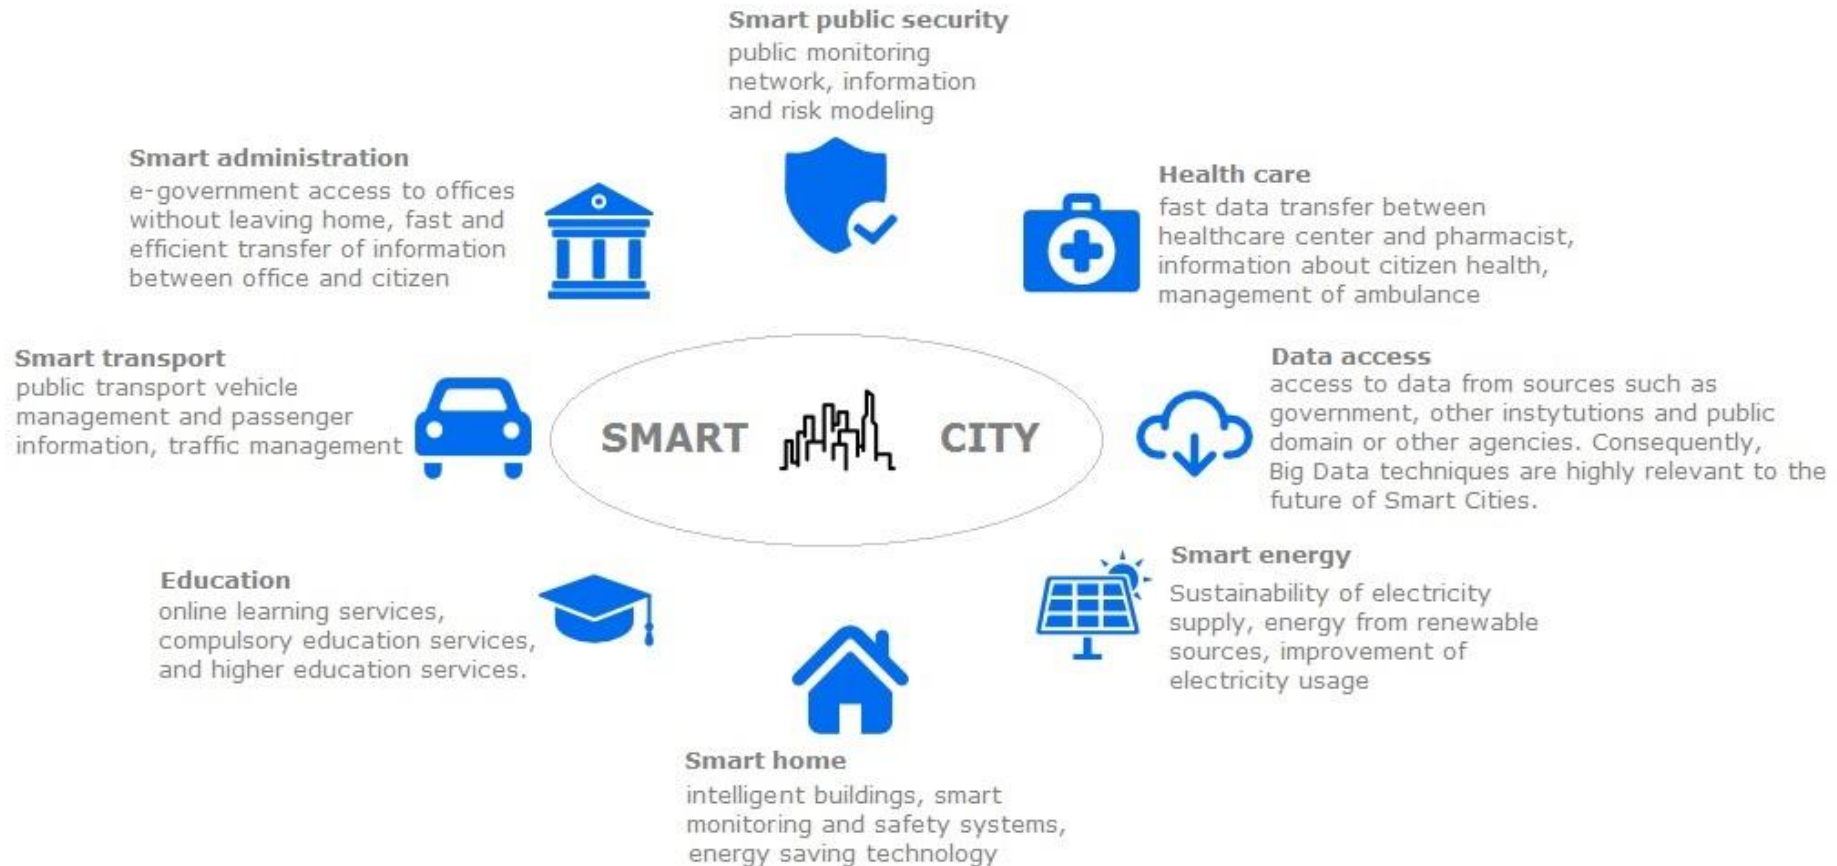 Smart public security
public monitoring
network, information
and risk modeling
Smart administration
e-government access to offices
without leaving home, fast and
efficient transfer of information
between office and citizen
Health care
fast data transfer between
healthcare center and pharmacist,
information about citizen health,
management of ambulance
Smart transport
public transport vehicle
management and passenger
information, traffic management
SMART CITY
Data access
access to data from sources such as
government, other instytutions and public
domain or other agencies. Consequently,
Big Data techniques are highly relevant to the
future of Smart Cities.
Education
online learning services,
compulsory education services,
and higher education services.
Smart energy
Sustainability of electricity
supply, energy from renewable
sources, improvement of
electricity usage
Smart home
intelligent buildings, smart
monitoring and safety systems,
energy saving technology